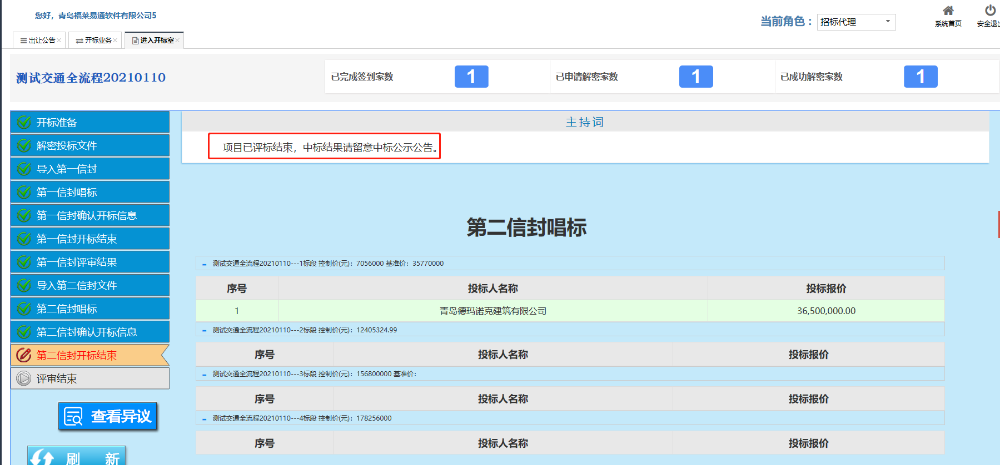 您好，青岛福莱易通软件有限公司5
当前角色： 招标代理
系统首页
安全退出
出让公告×
开标业务×
进入开标室×
测试交通全流程20210110
已完成签到家数 1
已申请解密家数 1
已成功解密家数 1
开标准备
解密投标文件
导入第一信封
第一信封唱标
第一信封确认开标信息
第一信封开标结束
第一信封评审结果
导入第二信封文件
第二信封唱标
第二信封确认开标信息
第二信封开标结束
评审结束
查看异议
刷 新
主持词
项目已评标结束，中标结果请留意中标公示公告。
第二信封唱标
测试交通全流程20210110---1标段 控制价(元)：7056000 基准价：35770000
序号 投标人名称 投标报价
1 青岛德玛诺克建筑有限公司 36,500,000.00
测试交通全流程20210110---2标段 控制价(元)：12405324.99
序号 投标人名称 投标报价
测试交通全流程20210110---3标段 控制价(元)：156800000 基准价：
序号 投标人名称 投标报价
测试交通全流程20210110---4标段 控制价(元)：178256000
序号 投标人名称 投标报价